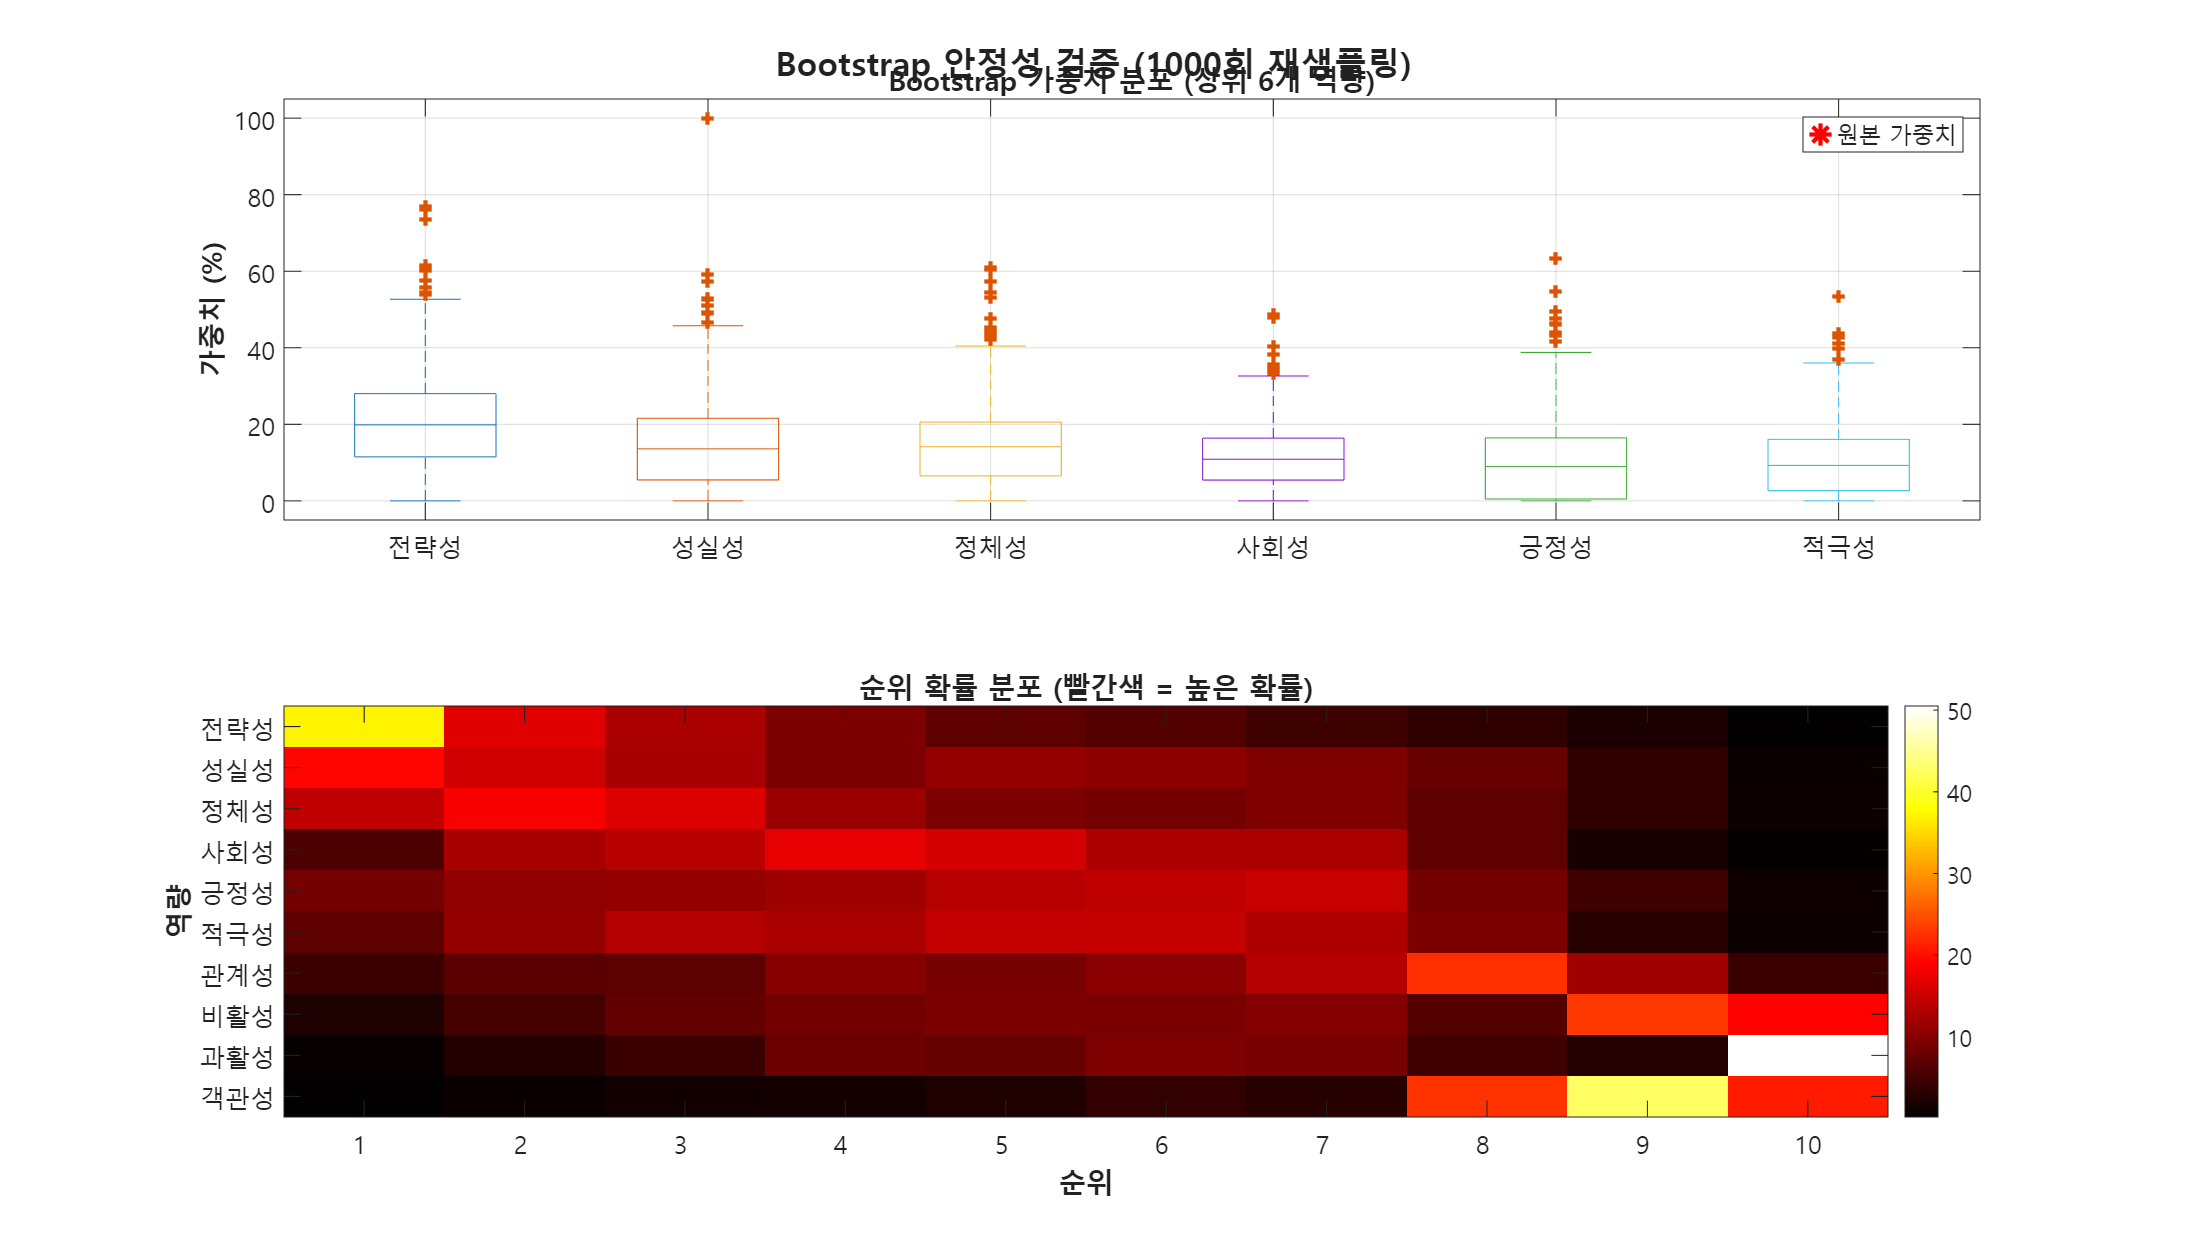 Bootstrap 안정성 검증 (1000회 재샘플링)
Bootstrap 가중치 분포 (상위 6개 역량)
가중치 (%)
100
80
60
40
20
0
원본 가중치
전략성 성실성 정체성 사회성 긍정성 적극성
순위 확률 분포 (빨간색 = 높은 확률)
역량
전략성
성실성
정체성
사회성
긍정성
적극성
관계성
비활성
과활성
객관성
1 2 3 4 5 6 7 8 9 10
순위
50
40
30
20
10